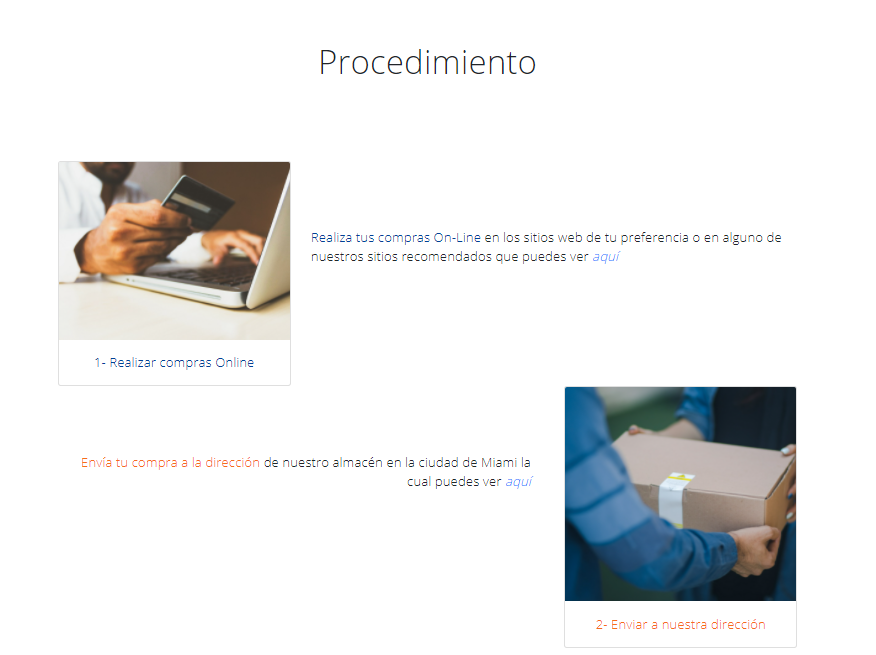 Procedimiento
Realiza tus compras On-Line en los sitios web de tu preferencia o en alguno de
nuestros sitios recomendados que puedes ver aquí
1- Realizar compras Online
Envía tu compra a la dirección de nuestro almacén en la ciudad de Miami la
cual puedes ver aquí
2- Enviar a nuestra dirección